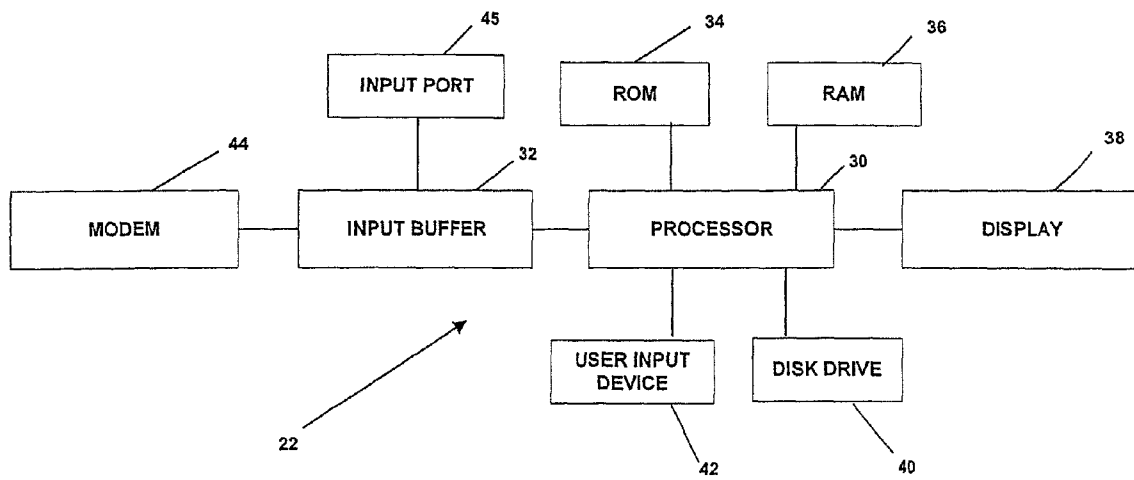 45
34
36
INPUT PORT
ROM
RAM
44
32
30
38
MODEM
INPUT BUFFER
PROCESSOR
DISPLAY
USER INPUT
DEVICE
DISK DRIVE
22
42
40